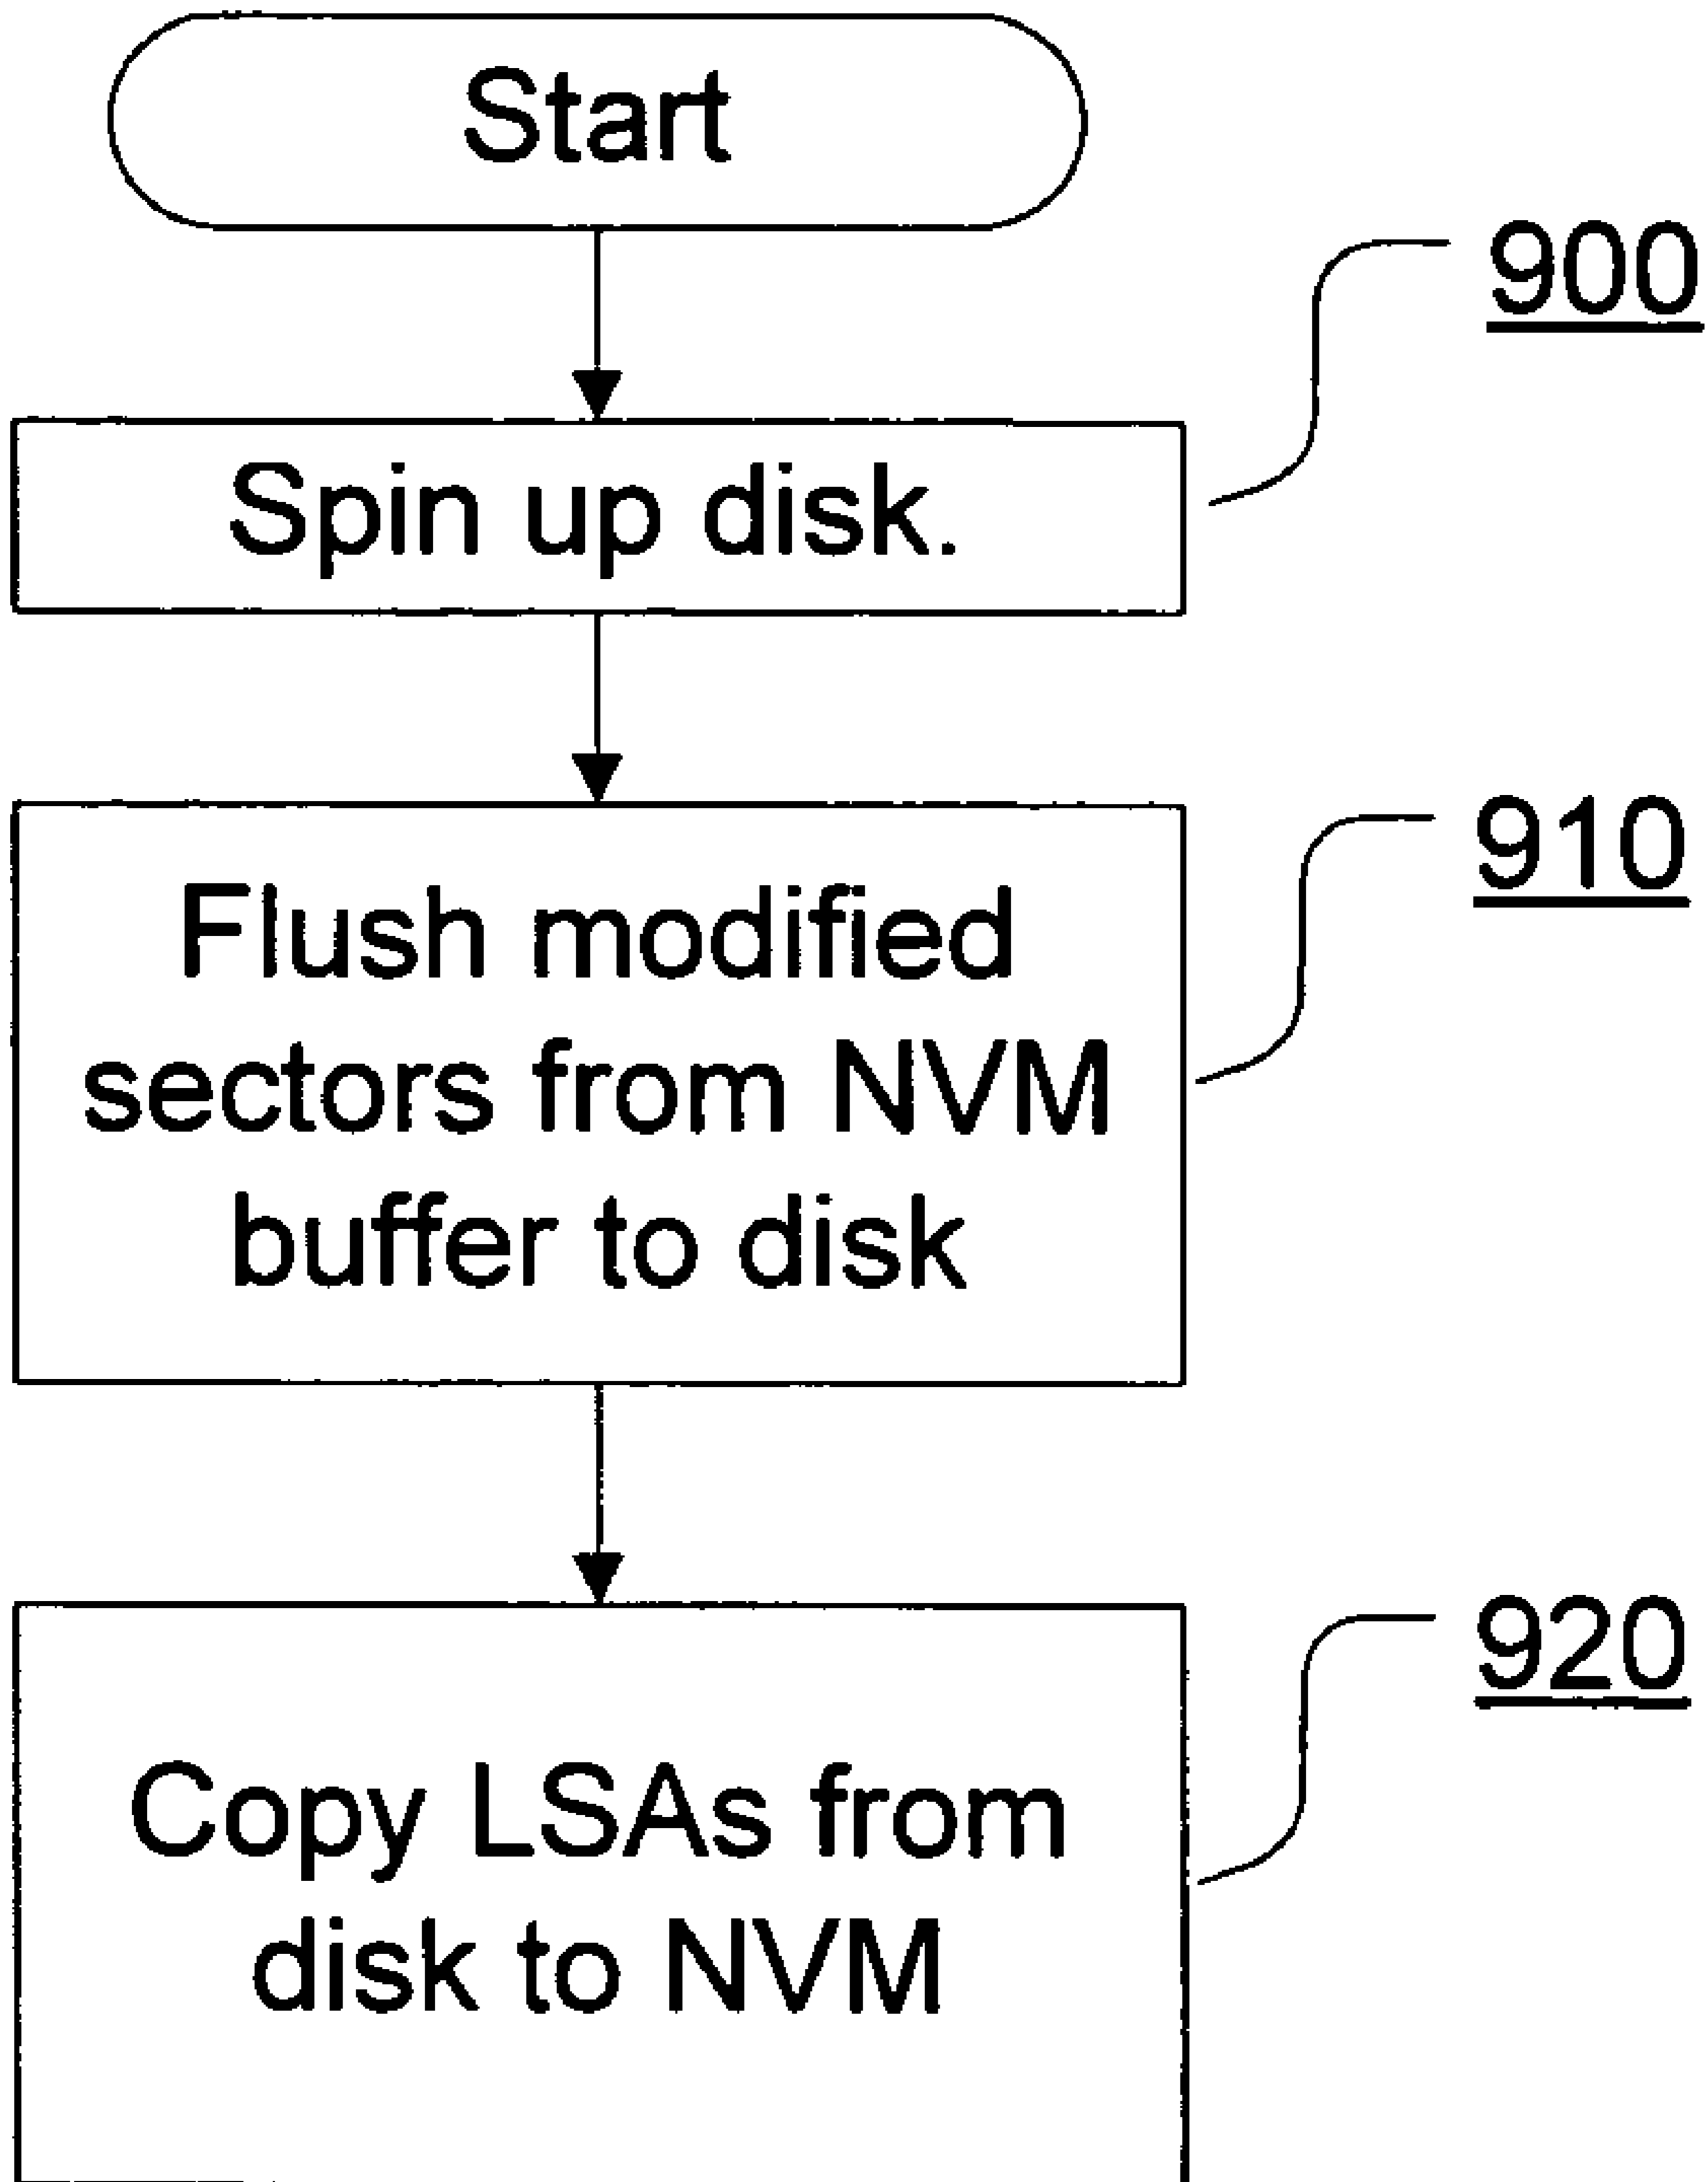 Start
900
Spin up disk.
910
Flush modified
sectors from NVM
buffer to disk
920
Copy LSAs from
disk to NVM